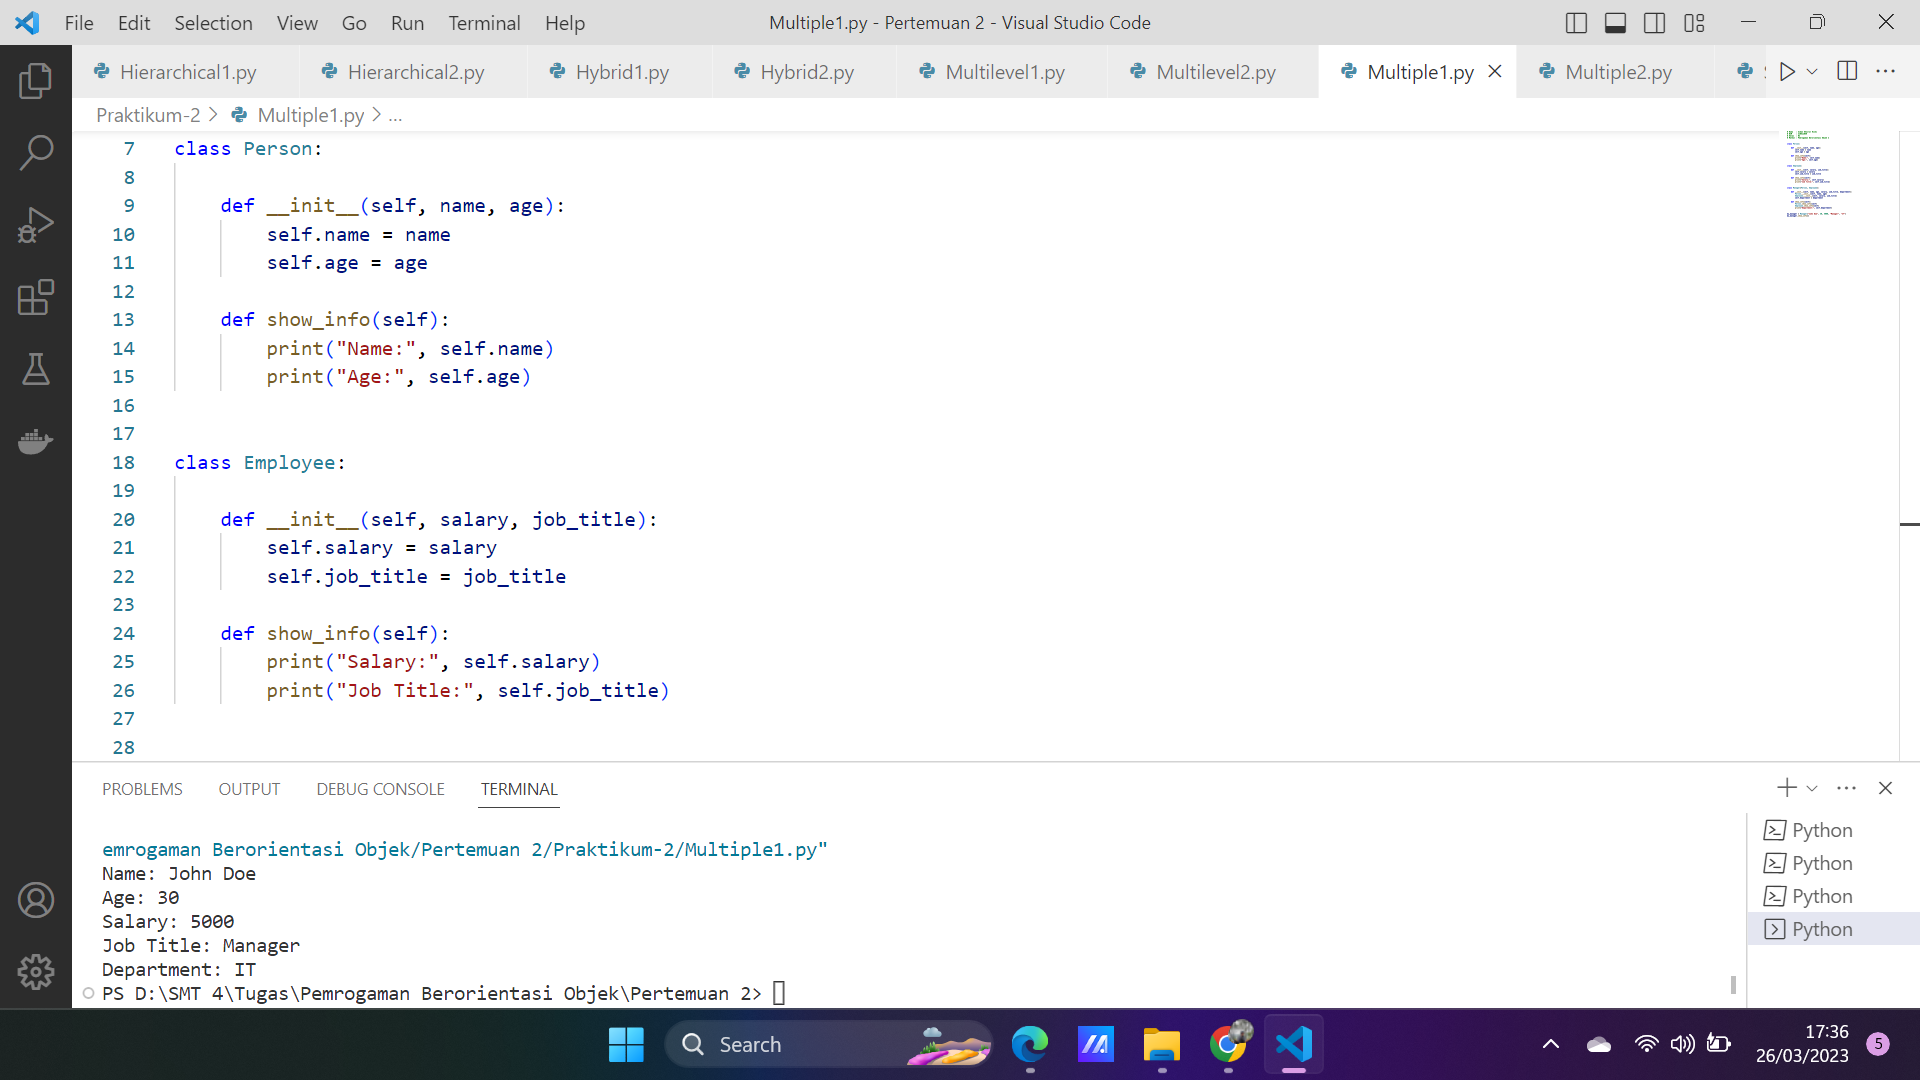 File Edit Selection View Go Run Terminal Help
Multiple1.py - Pertemuan 2 - Visual Studio Code
Hierarchical1.py Hierarchical2.py Hybrid1.py Hybrid2.py Multilevel1.py Multilevel2.py Multiple1.py Multiple2.py
Praktikum-2 > Multiple1.py > ...
7 class Person:
8
9 def __init__(self, name, age):
10 self.name = name
11 self.age = age
12
13 def show_info(self):
14 print("Name:", self.name)
15 print("Age:", self.age)
16
17
18 class Employee:
19
20 def __init__(self, salary, job_title):
21 self.salary = salary
22 self.job_title = job_title
23
24 def show_info(self):
25 print("Salary:", self.salary)
26 print("Job Title:", self.job_title)
27
28
PROBLEMS OUTPUT DEBUG CONSOLE TERMINAL
emrogaman Berorientasi Objek/Pertemuan 2/Praktikum-2/Multiple1.py"
Name: John Doe
Age: 30
Salary: 5000
Job Title: Manager
Department: IT
PS D:\SMT 4\Tugas\Pemrogaman Berorientasi Objek\Pertemuan 2>
Python
Python
Python
Python
Search
17:36
26/03/2023
5